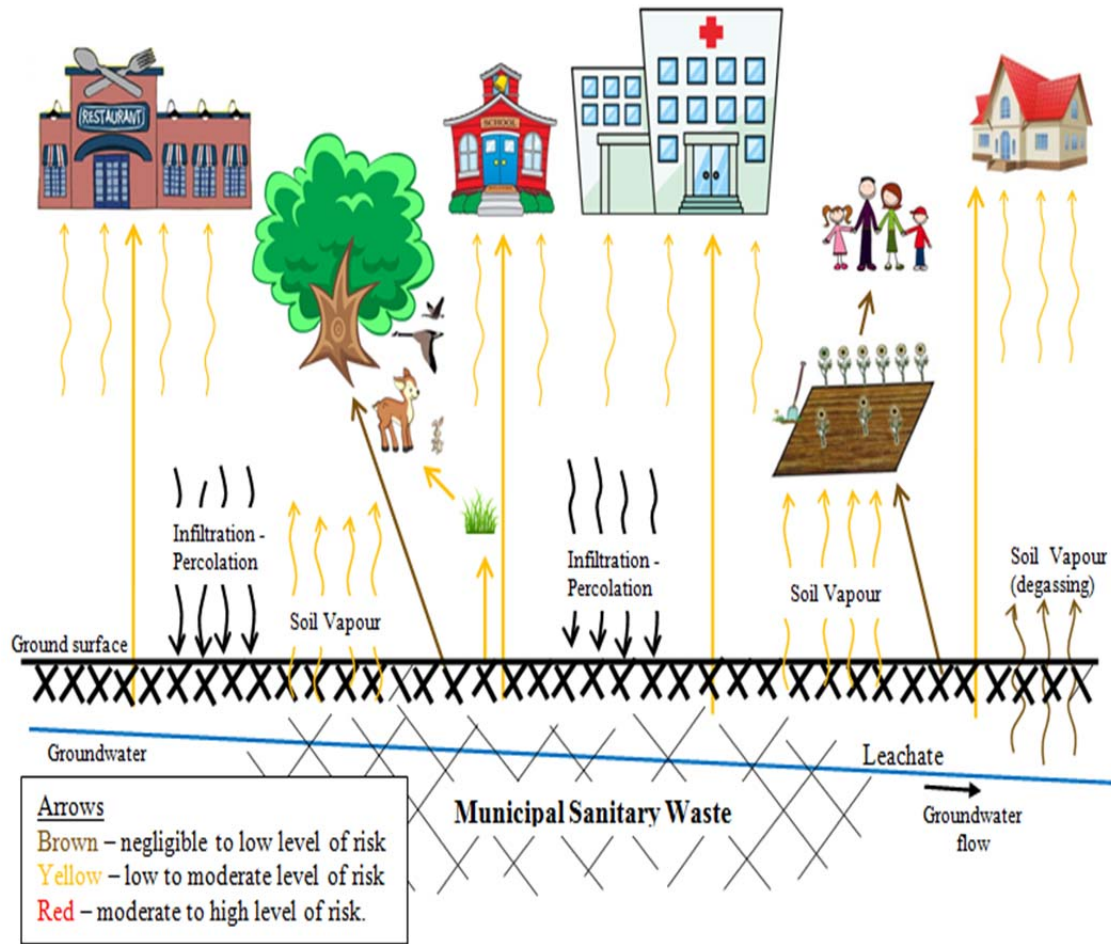 RESTAURANT
SCHOOL
Infiltration -
Percolation
Infiltration -
Percolation
Soil Vapour
(degassing)
Soil Vapour
Soil Vapour
Ground surface
Groundwater
Leachate
Municipal Sanitary Waste
Groundwater
flow
Arrows
Brown – negligible to low level of risk
Yellow – low to moderate level of risk
Red – moderate to high level of risk.